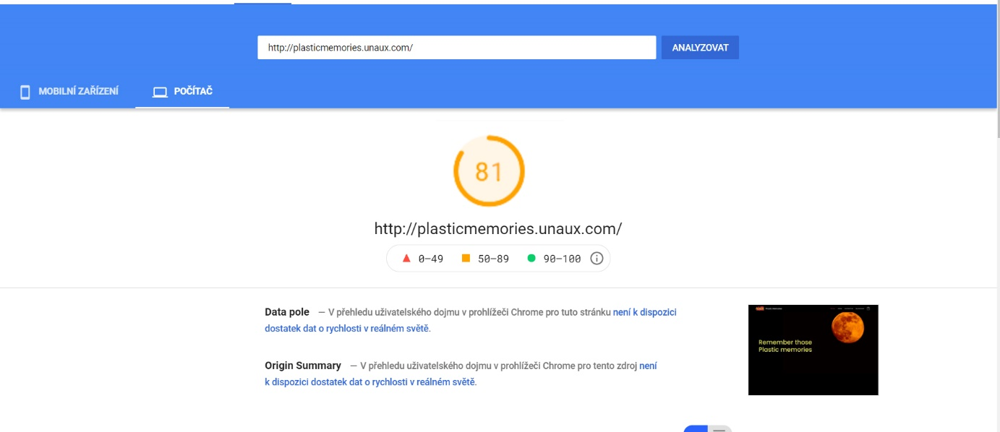 http://plasticmemories.unaux.com/
ANALYZOVAT
MOBILNÍ ZAŘÍZENÍ
POČÍTAČ
81
http://plasticmemories.unaux.com/
0–49
50–89
90–100
Data pole — V přehledu uživatelského dojmu v prohlížeči Chrome pro tuto stránku není k dispozici
dostatek dat o rychlosti v reálném světě.
Origin Summary — V přehledu uživatelského dojmu v prohlížeči Chrome pro tento zdroj není
k dispozici dostatek dat o rychlosti v reálném světě.
Remember those
Plastic memories